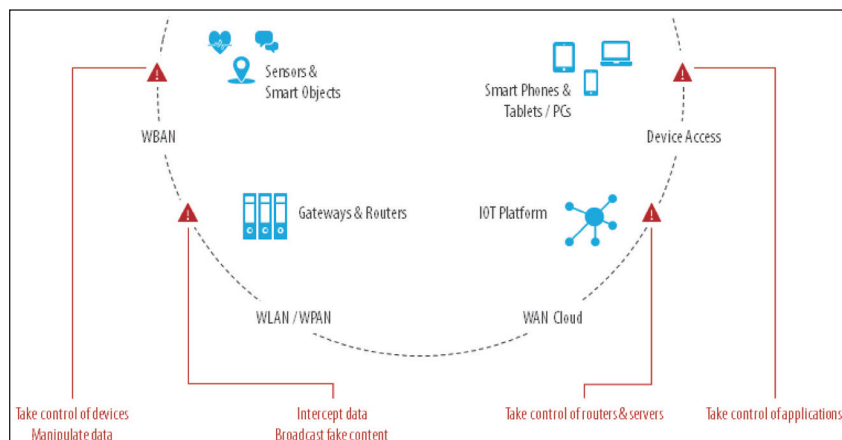 Sensors &
Smart Objects
Smart Phones &
Tablets / PCs
WBAN
Device Access
Gateways & Routers
IOT Platform
WLAN / WPAN
WAN Cloud
Take control of devices
Manipulate data
Intercept data
Broadcast fake content
Take control of routers & servers
Take control of applications